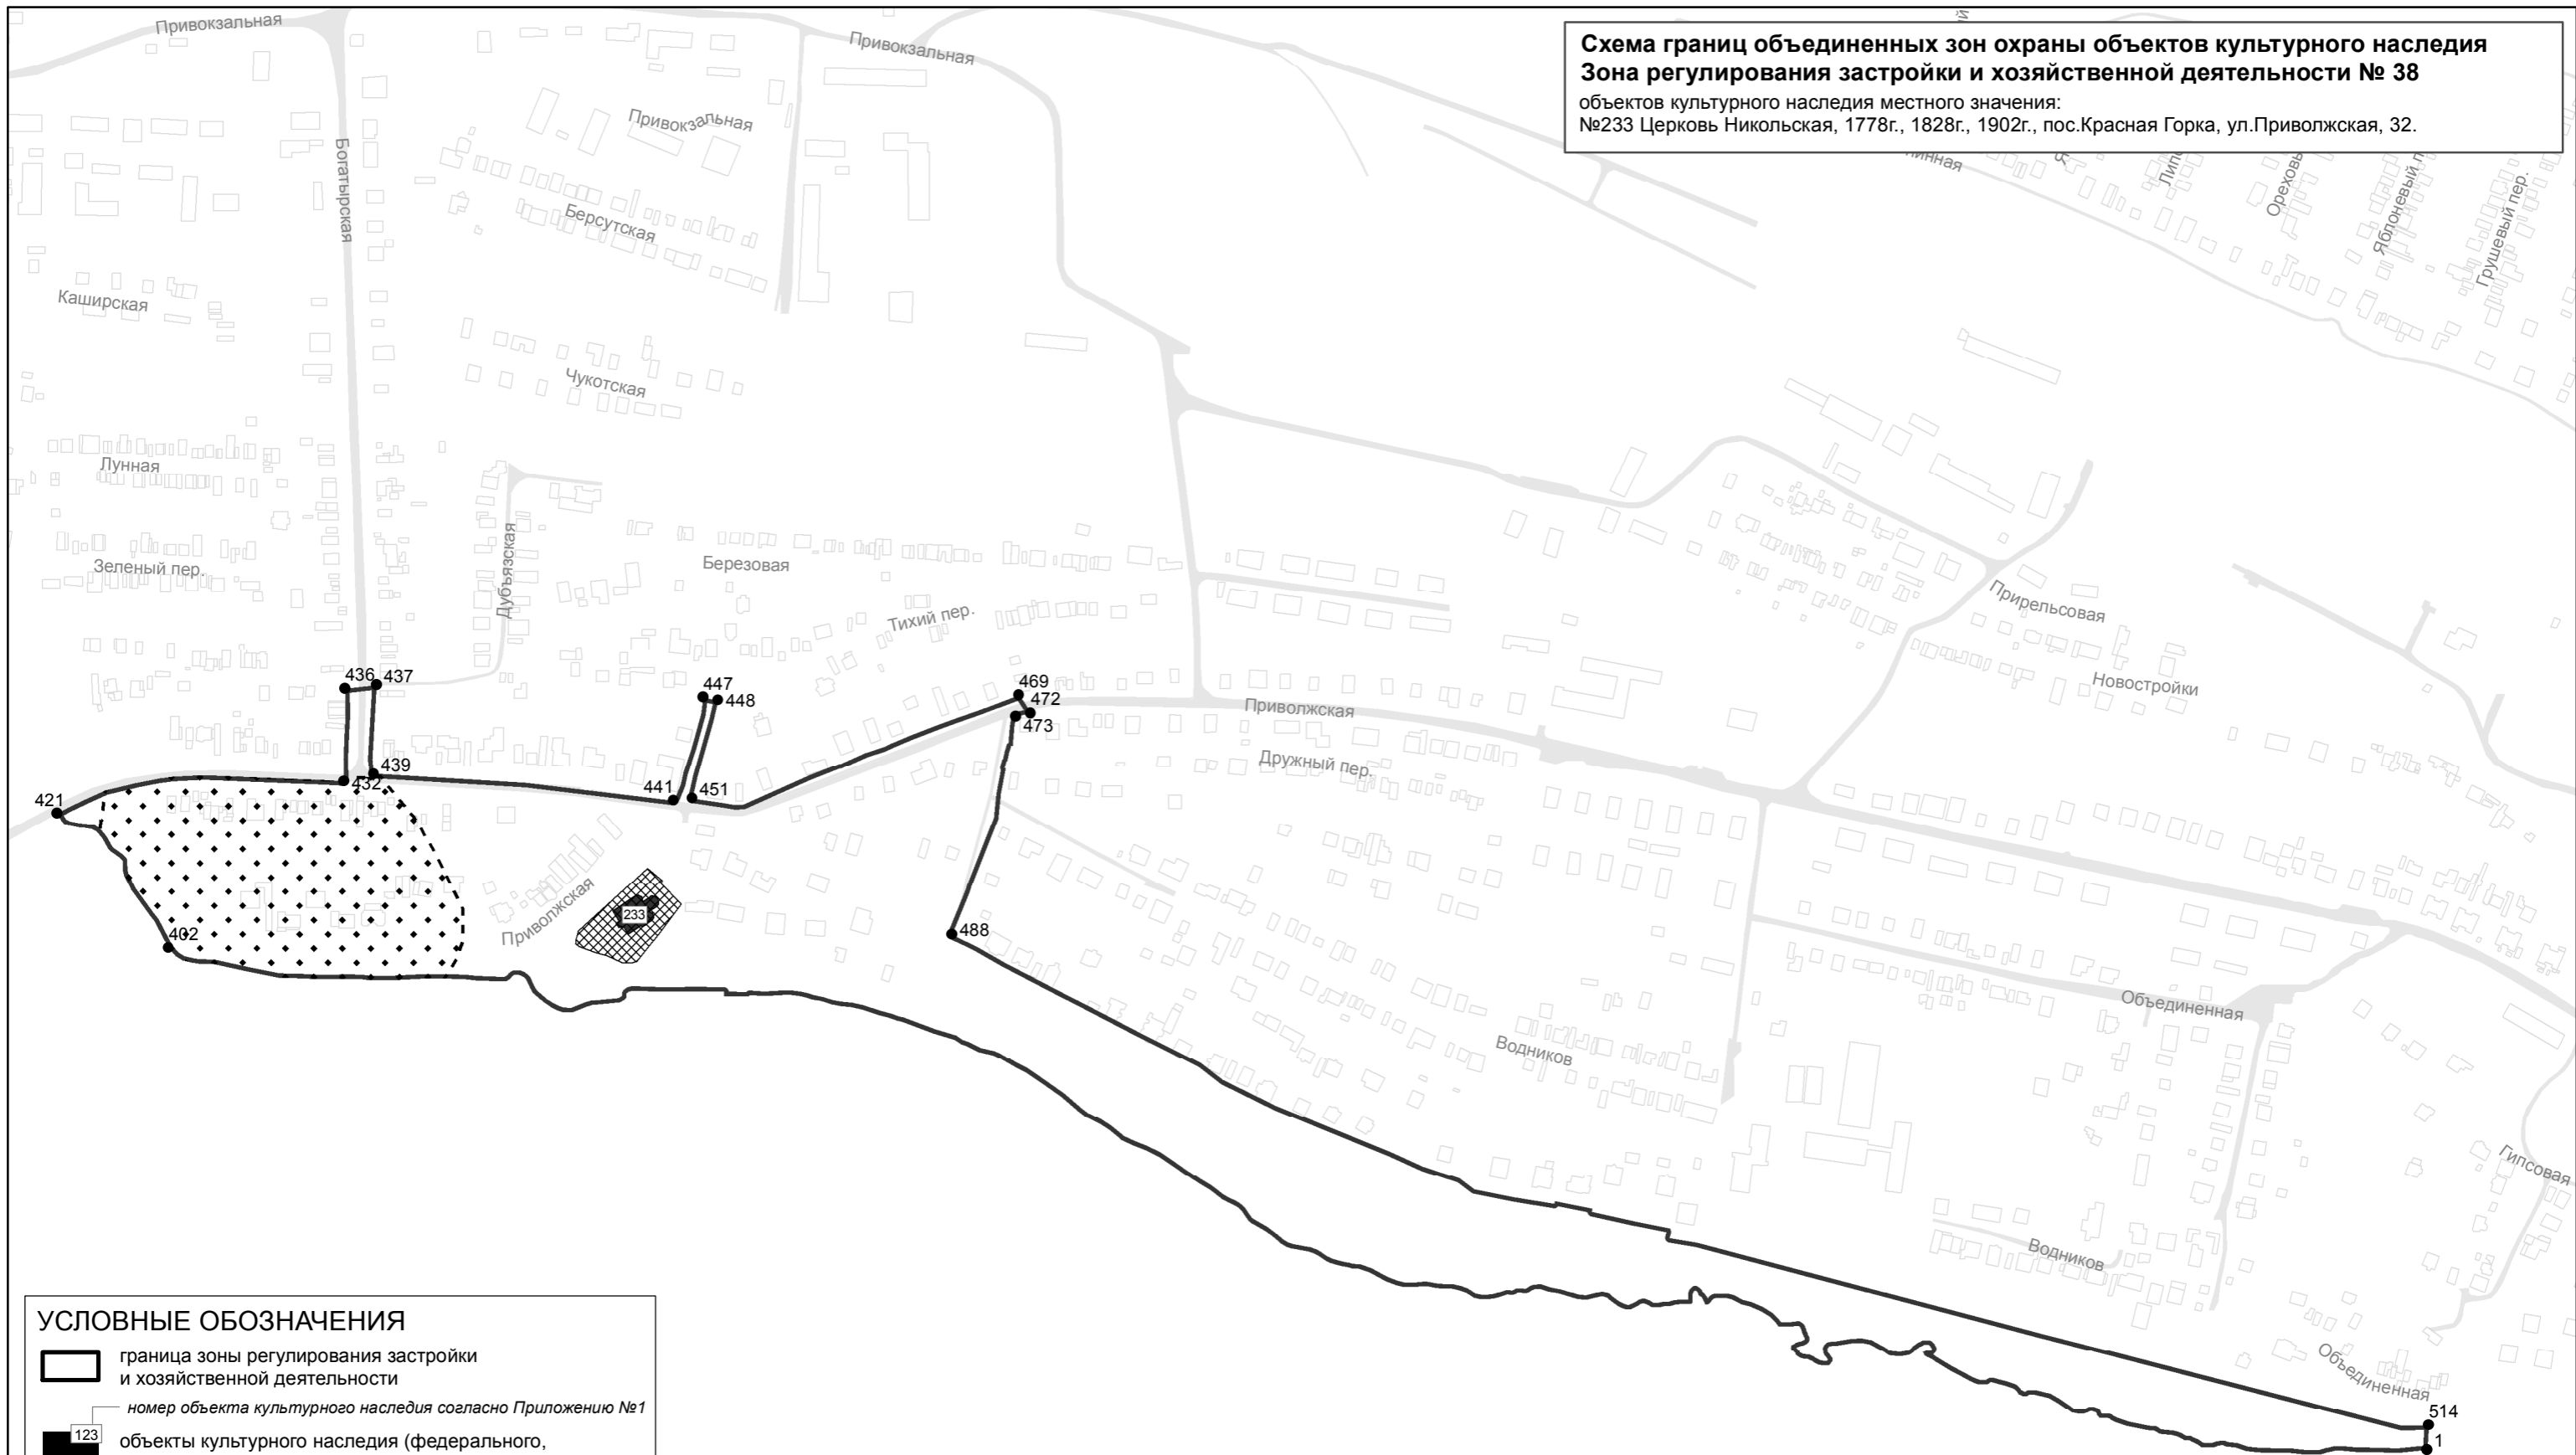 Схема границ объединенных зон охраны объектов культурного наследия
Зона регулирования застройки и хозяйственной деятельности № 38
объектов культурного наследия местного значения:
№233 Церковь Никольская, 1778г., 1828г., 1902г., пос.Красная Горка, ул.Приволжская, 32.
Привокзальная
Привокзальная
Привокзальная
Богатырская
Берсутская
Каширская
Чукотская
Лунная
Зеленый пер.
Дубъязская
Березовая
Тихий пер.
Яблоневый
Грушевый пер.
Прирельсовая
Новостройки
Приволжская
Дружный пер.
Приволжская
Объединенная
Водников
Гипсовая
Водников
Объединенная
436
437
447
448
469
472
473
439
432
441
451
421
402
233
488
514
1
УСЛОВНЫЕ ОБОЗНАЧЕНИЯ
граница зоны регулирования застройки
и хозяйственной деятельности
номер объекта культурного наследия согласно Приложению №1
123
объекты культурного наследия (федерального,